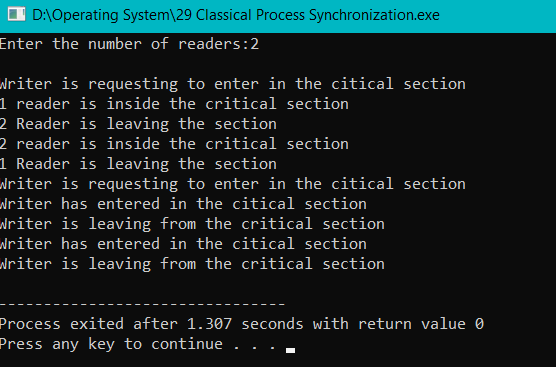 D:\Operating System\29 Classical Process Synchronization.exe
Enter the number of readers:2
Writer is requesting to enter in the citical section
1 reader is inside the critical section
2 Reader is leaving the section
2 reader is inside the critical section
1 Reader is leaving the section
Writer is requesting to enter in the citical section
Writer has entered in the citical section
Writer is leaving from the critical section
Writer has entered in the citical section
Writer is leaving from the critical section
--------------------------------
Process exited after 1.307 seconds with return value 0
Press any key to continue . . .